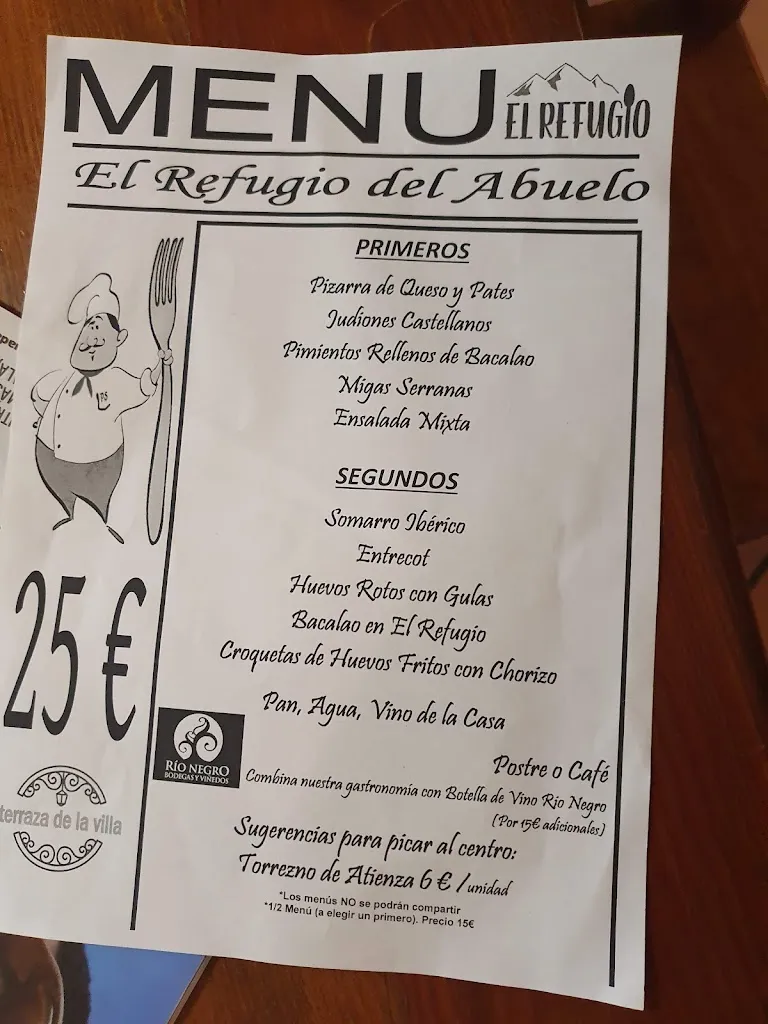 MENU
EL REFUGIO
El Refugio del Abuelo
PRIMEROS
Pizarra de Queso y Pates
Judiones Castellanos
Pimientos Rellenos de Bacalao
Migas Serranas
Ensalada Mixta
SEGUNDOS
Somarro Ibérico
Entrecot
Huevos Rotos con Gulas
Bacalao en El Refugio
Croquetas de Huevos Fritos con Chorizo
Pan, Agua, Vino de la Casa
Postre o Café
25 €
RÍO NEGRO
BODEGAS Y VIÑEDOS
Combina nuestra gastronomia con Botella de Vino Rio Negro
(Por 15€ adicionales)
terraza de la villa
Sugerencias para picar al centro:
Torrezno de Atienza 6 € /unidad
*Los menús NO se podrán compartir
*1/2 Menú (a elegir un primero). Precio 15€